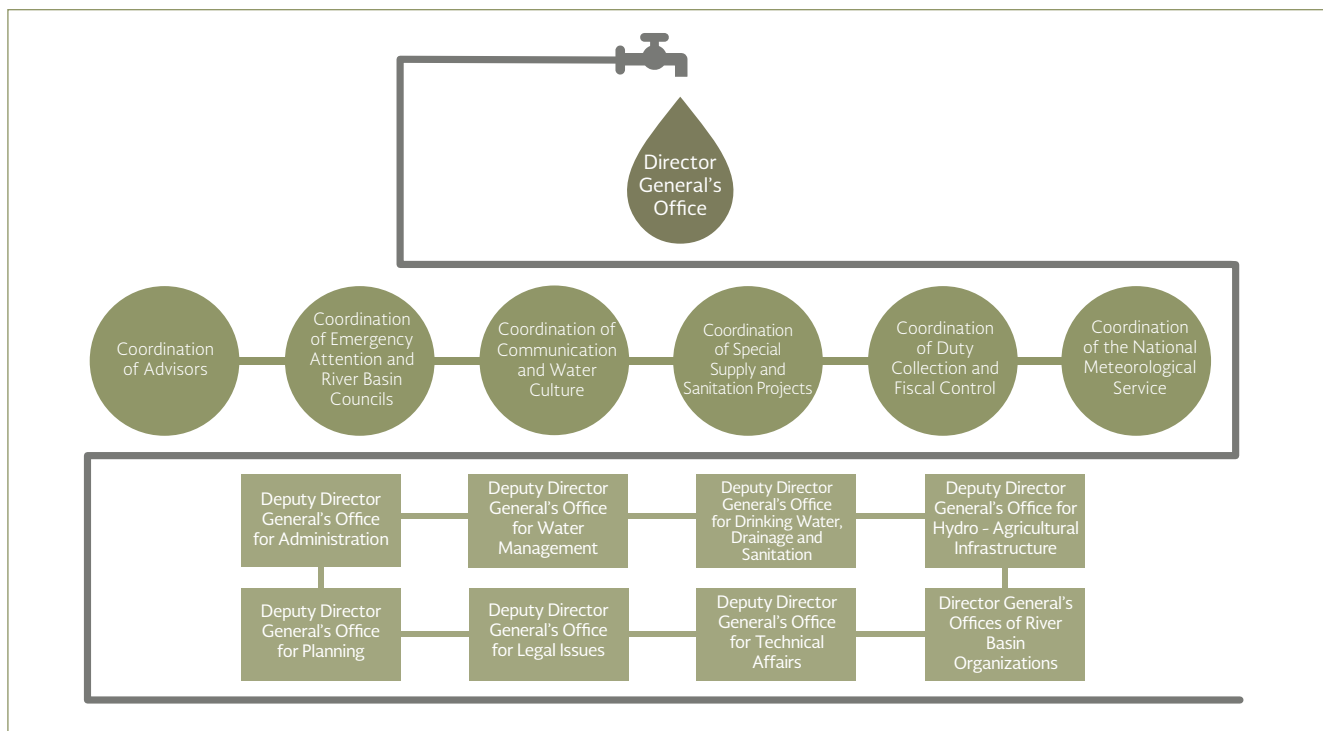 Director
General's
Office
Coordination
of Advisors
Coordination
of Emergency
Attention and
River Basin
Councils
Coordination of
Communication
and Water
Culture
Coordination
of Special
Supply and
Sanitation Projects
Coordination
of Duty
Collection and
Fiscal Control
Coordination
of the National
Meteorological
Service
Deputy Director
General's Office
for Administration
Deputy Director
General's Office
for Water
Management
Deputy Director
General's Office
for Drinking Water,
Drainage and
Sanitation
Deputy Director
General's Office for
Hydro - Agricultural
Infrastructure
Deputy Director
General's Office
for Planning
Deputy Director
General's Office
for Legal Issues
Deputy Director
General's Office
for Technical
Affairs
Director General's
Offices of River
Basin
Organizations